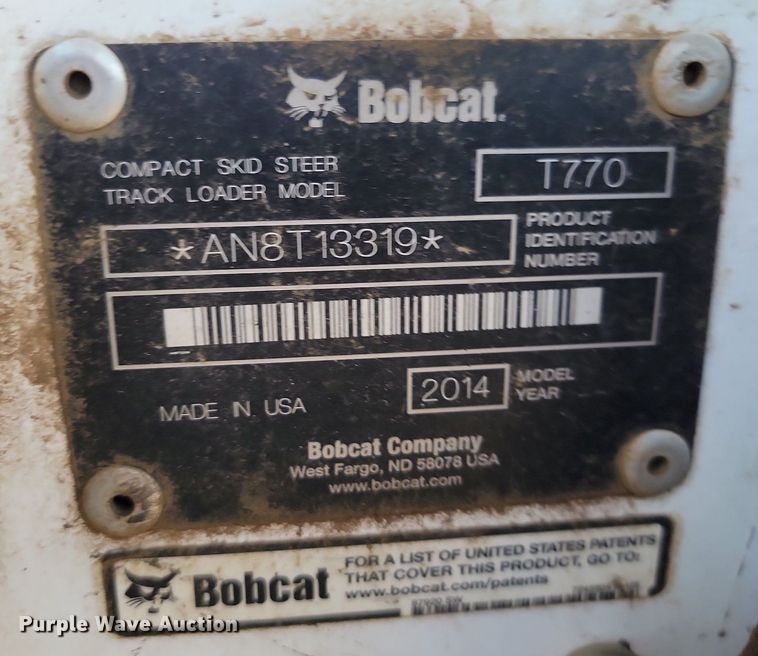 Bobcat.
COMPACT SKID STEER
TRACK LOADER MODEL
T770
*AN8T13319*
PRODUCT
IDENTIFICATION
NUMBER
MADE IN USA
2014
MODEL
YEAR
Bobcat Company
West Fargo, ND 58078 USA
www.bobcat.com
Bobcat
FOR A LIST OF UNITED STATES PATENTS
THAT COVER THIS PRODUCT, GO TO:
www.bobcat.com/patents
Purple Wave Auction